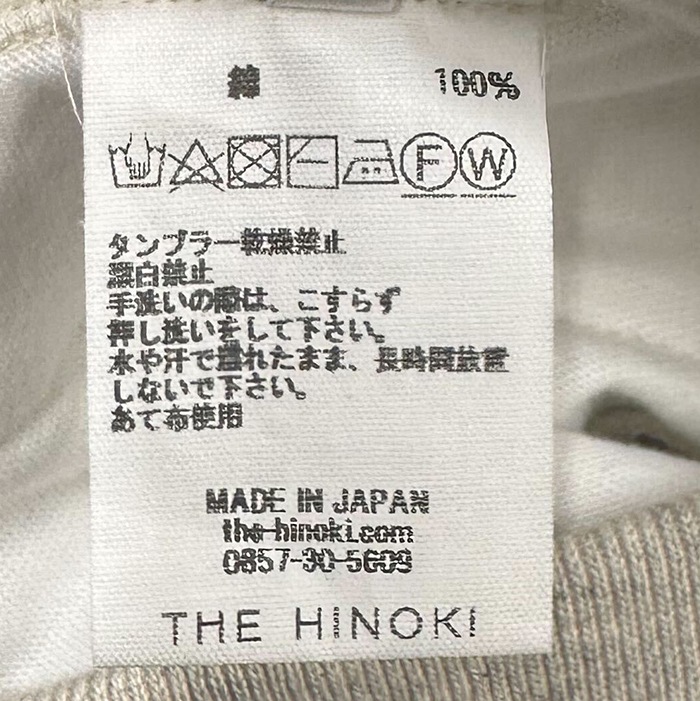 綿 100%
F W
タンブラー乾燥禁止
漂白禁止
手洗いの際は、こすらず
押し洗いをして下さい。
水や汗で濡れたまま、長時間放置
しないで下さい。
あて布使用
MADE IN JAPAN
the-hinoki.com
0857-30-5609
THE HINOKI